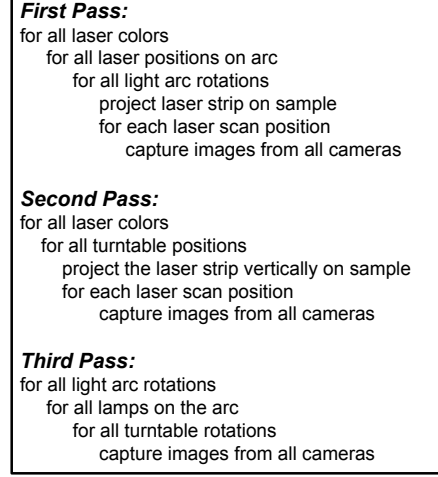 First Pass:
for all laser colors
for all laser positions on arc
for all light arc rotations
project laser strip on sample
for each laser scan position
capture images from all cameras
Second Pass:
for all laser colors
for all turntable positions
project the laser strip vertically on sample
for each laser scan position
capture images from all cameras
Third Pass:
for all light arc rotations
for all lamps on the arc
for all turntable rotations
capture images from all cameras